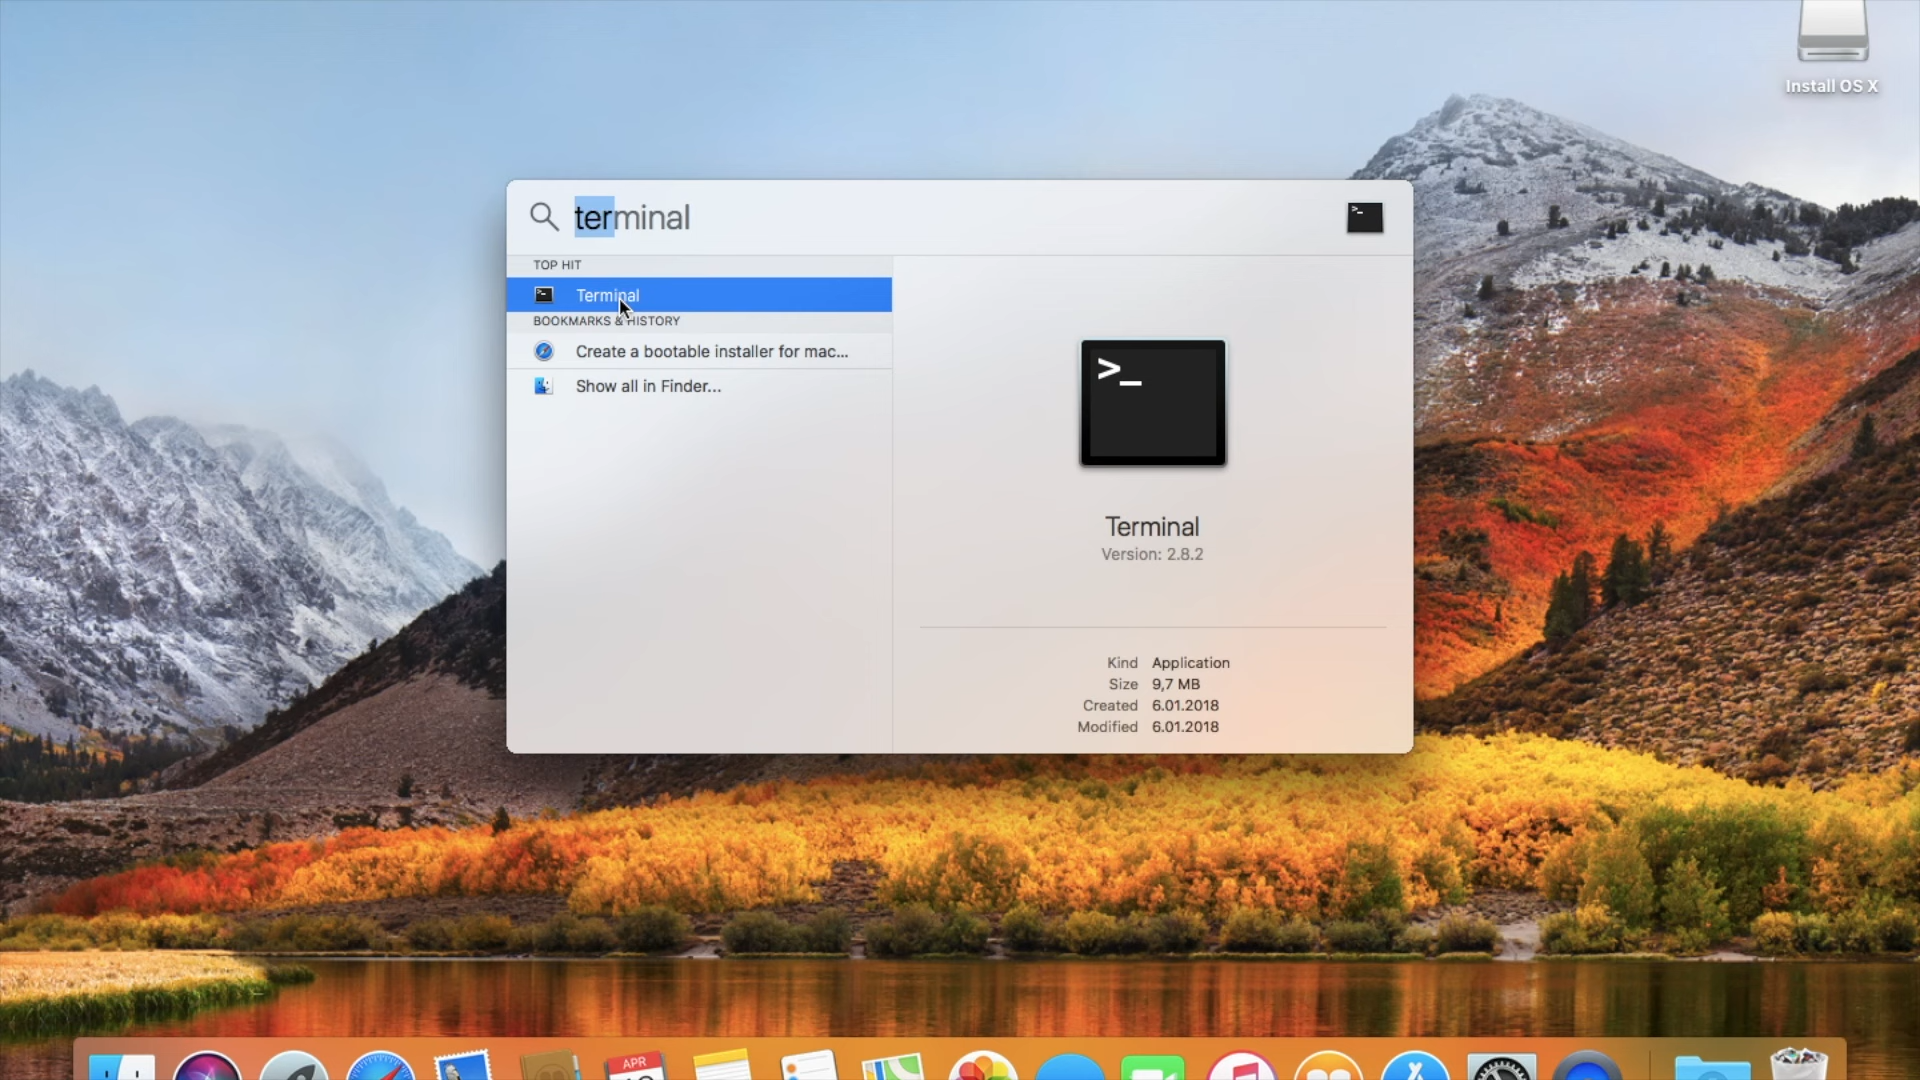 Install OS X
terminal
TOP HIT
Terminal
BOOKMARKS & HISTORY
Create a bootable installer for mac...
Show all in Finder...
>_
Terminal
Version: 2.8.2
Kind Application
Size 9,7 MB
Created 6.01.2018
Modified 6.01.2018
APR